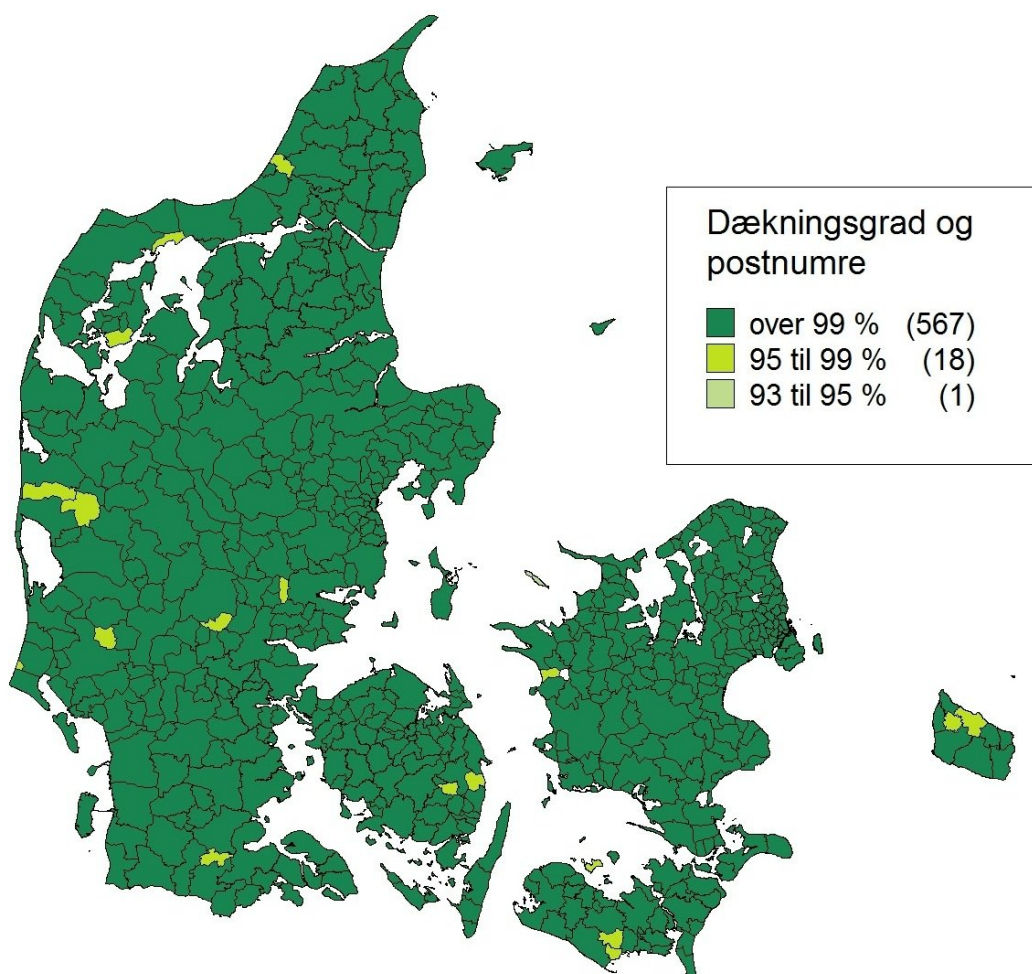 Dækningsgrad og
postnumre
over 99 % (567)
95 til 99 % (18)
93 til 95 % (1)